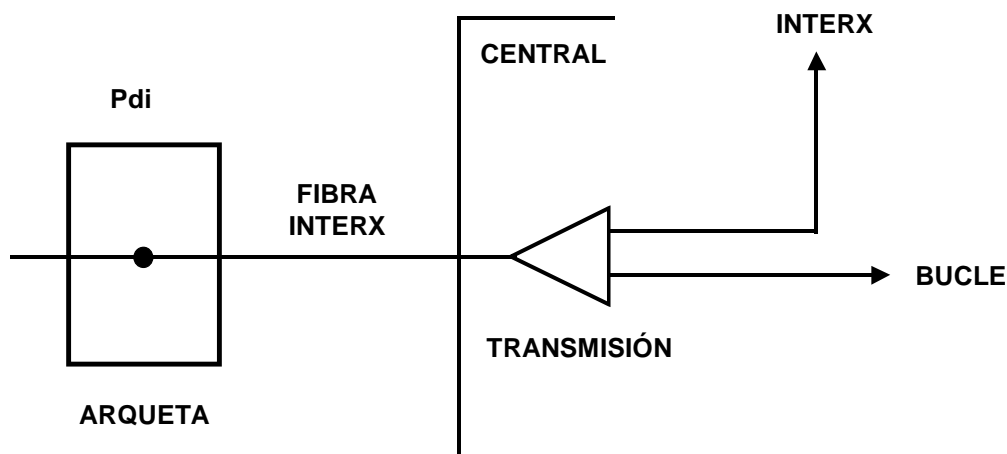 INTERX
CENTRAL
Pdi
FIBRA
INTERX
BUCLE
TRANSMISIÓN
ARQUETA